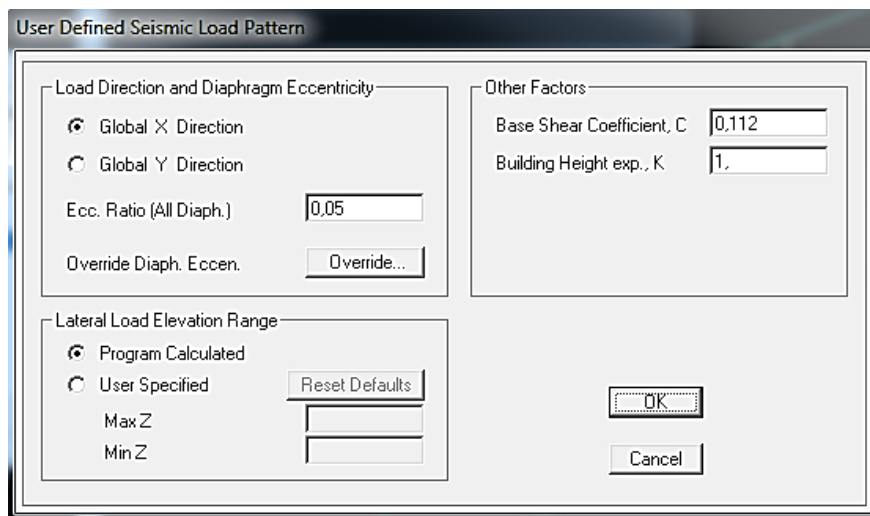 User Defined Seismic Load Pattern
Load Direction and Diaphragm Eccentricity
Global X Direction
Global Y Direction
Ecc. Ratio (All Diaph.) 0,05
Override Diaph. Eccen. Override...
Other Factors
Base Shear Coefficient, C 0,112
Building Height exp., K 1,
Lateral Load Elevation Range
Program Calculated
User Specified Reset Defaults
Max Z
Min Z
OK
Cancel